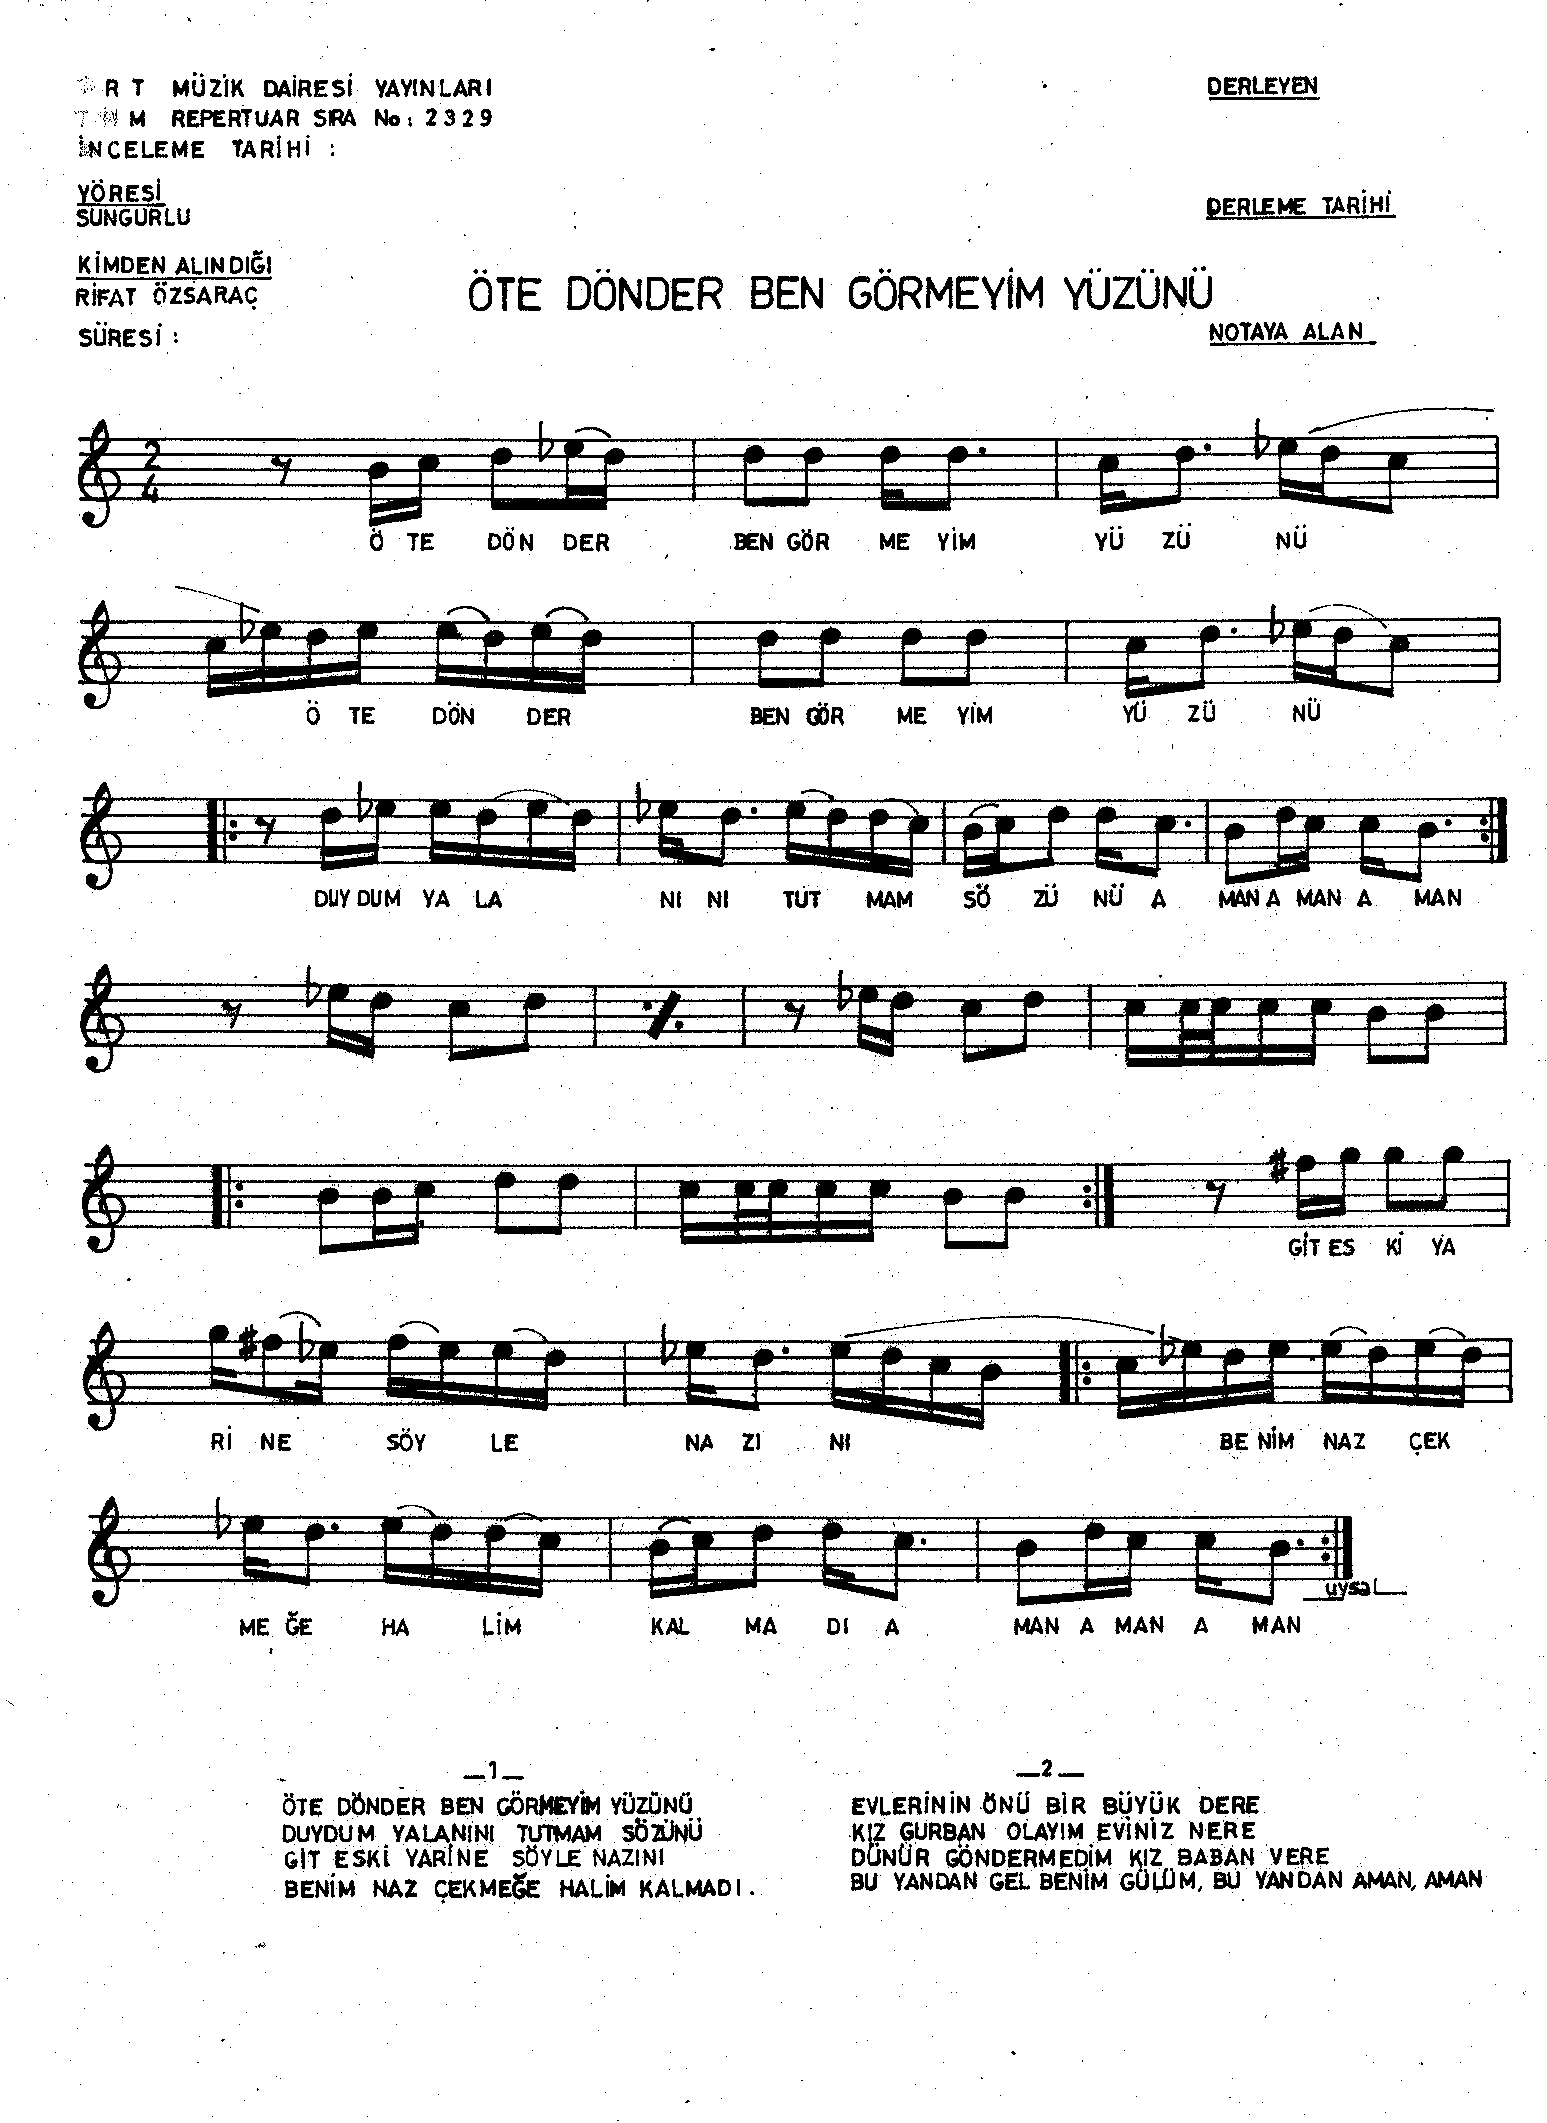 T R T MÜZİK DAİRESİ YAYINLARI
T H M REPERTUAR SIRA No: 2329
İNCELEME TARİHİ :
YÖRESİ
SUNGURLU
KİMDEN ALINDIĞI
RİFAT ÖZSARAÇ
SÜRESİ :
DERLEYEN
DERLEME TARİHİ
NOTAYA ALAN
ÖTE DÖNDER BEN GÖRMEYİM YÜZÜNÜ
2
4
Ö TE DÖN DER BEN GÖR ME YİM YÜ ZÜ NÜ
Ö TE DÖN DER BEN GÖR ME YİM YÜ ZÜ NÜ
DUY DUM YA LA NI NI TUT MAM SÖ ZÜ NÜ A MAN A MAN A MAN
GİT ES Kİ YA
Rİ NE SÖY LE NA ZI NI BE NİM NAZ ÇEK
ME ĞE HA LİM KAL MA DI A MAN A MAN A MAN
uysal
_1_
ÖTE DÖNDER BEN GÖRMEYİM YÜZÜNÜ
DUYDUM YALANINI TUTMAM SÖZÜNÜ
GİT ESKİ YARİNE SÖYLE NAZINI
BENİM NAZ ÇEKMEĞE HALİM KALMADI.
_2_
EVLERİNİN ÖNÜ BİR BÜYÜK DERE
KIZ GURBAN OLAYIM EVİNİZ NERE
DÜNÜR GÖNDERMEDİM KIZ BABAN VERE
BU YANDAN GEL BENİM GÜLÜM, BU YANDAN AMAN, AMAN